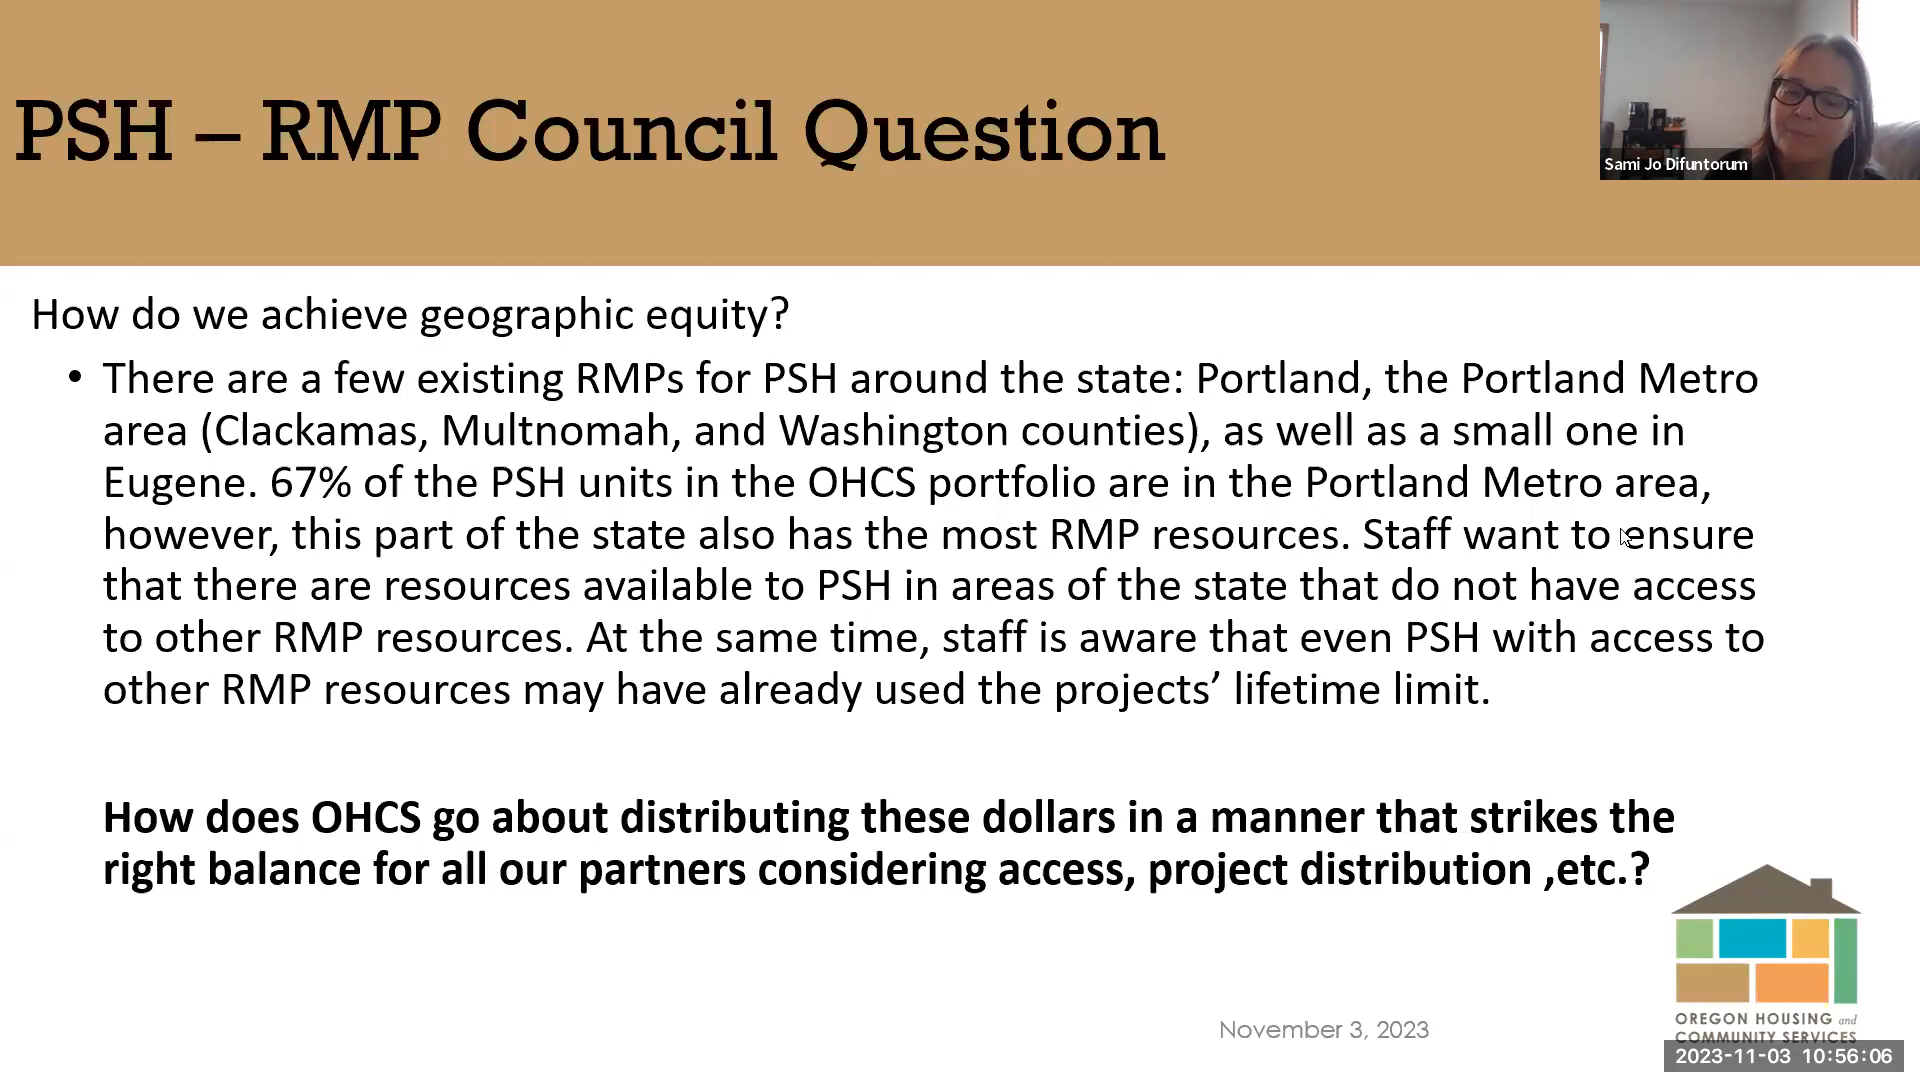 PSH – RMP Council Question
Sami Jo Difuntorum
How do we achieve geographic equity?
• There are a few existing RMPs for PSH around the state: Portland, the Portland Metro
area (Clackamas, Multnomah, and Washington counties), as well as a small one in
Eugene. 67% of the PSH units in the OHCS portfolio are in the Portland Metro area,
however, this part of the state also has the most RMP resources. Staff want to ensure
that there are resources available to PSH in areas of the state that do not have access
to other RMP resources. At the same time, staff is aware that even PSH with access to
other RMP resources may have already used the projects’ lifetime limit.
How does OHCS go about distributing these dollars in a manner that strikes the
right balance for all our partners considering access, project distribution ,etc.?
November 3, 2023
OREGON HOUSING and
COMMUNITY SERVICES
2023-11-03 10:56:06